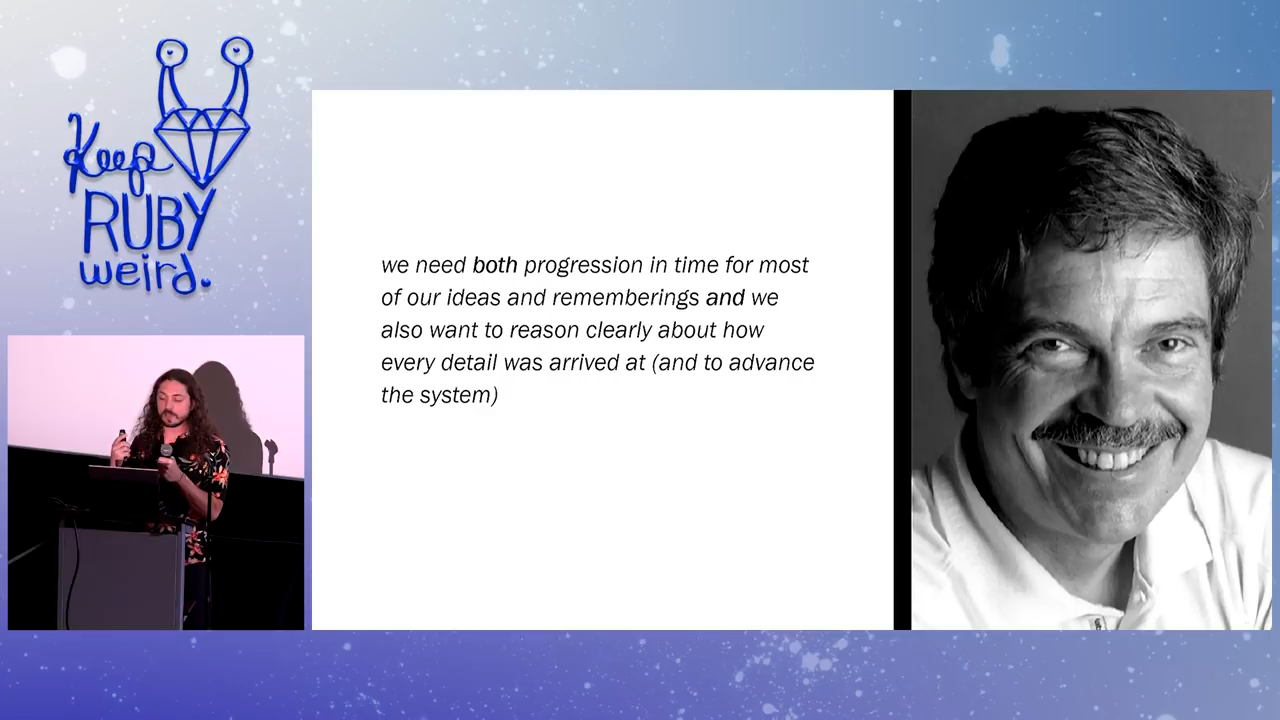 Keep
RUBY
weird.
we need both progression in time for most
of our ideas and rememberings and we
also want to reason clearly about how
every detail was arrived at (and to advance
the system)